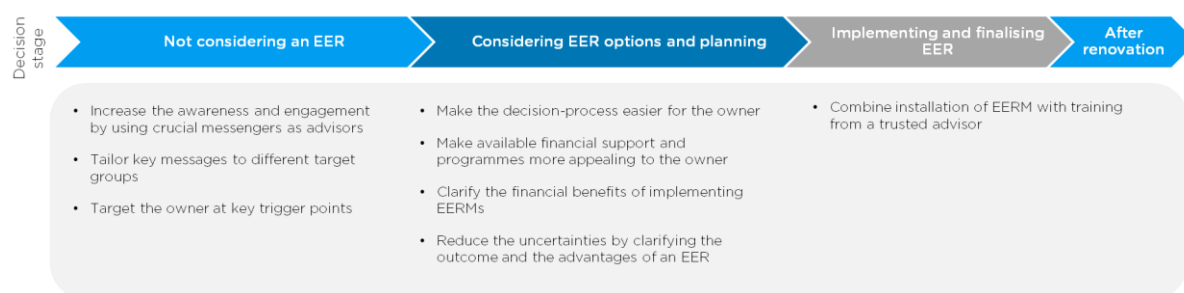 Decision
stage
Not considering an EER
Considering EER options and planning
Implementing and finalising
EER
After
renovation
• Increase the awareness and engagement
by using crucial messengers as advisors
• Tailor key messages to different target
groups
• Target the owner at key trigger points
• Make the decision-process easier for the owner
• Make available financial support and
programmes more appealing to the owner
• Clarify the financial benefits of implementing
EERMs
• Reduce the uncertainties by clarifying the
outcome and the advantages of an EER
• Combine installation of EERM with training
from a trusted advisor